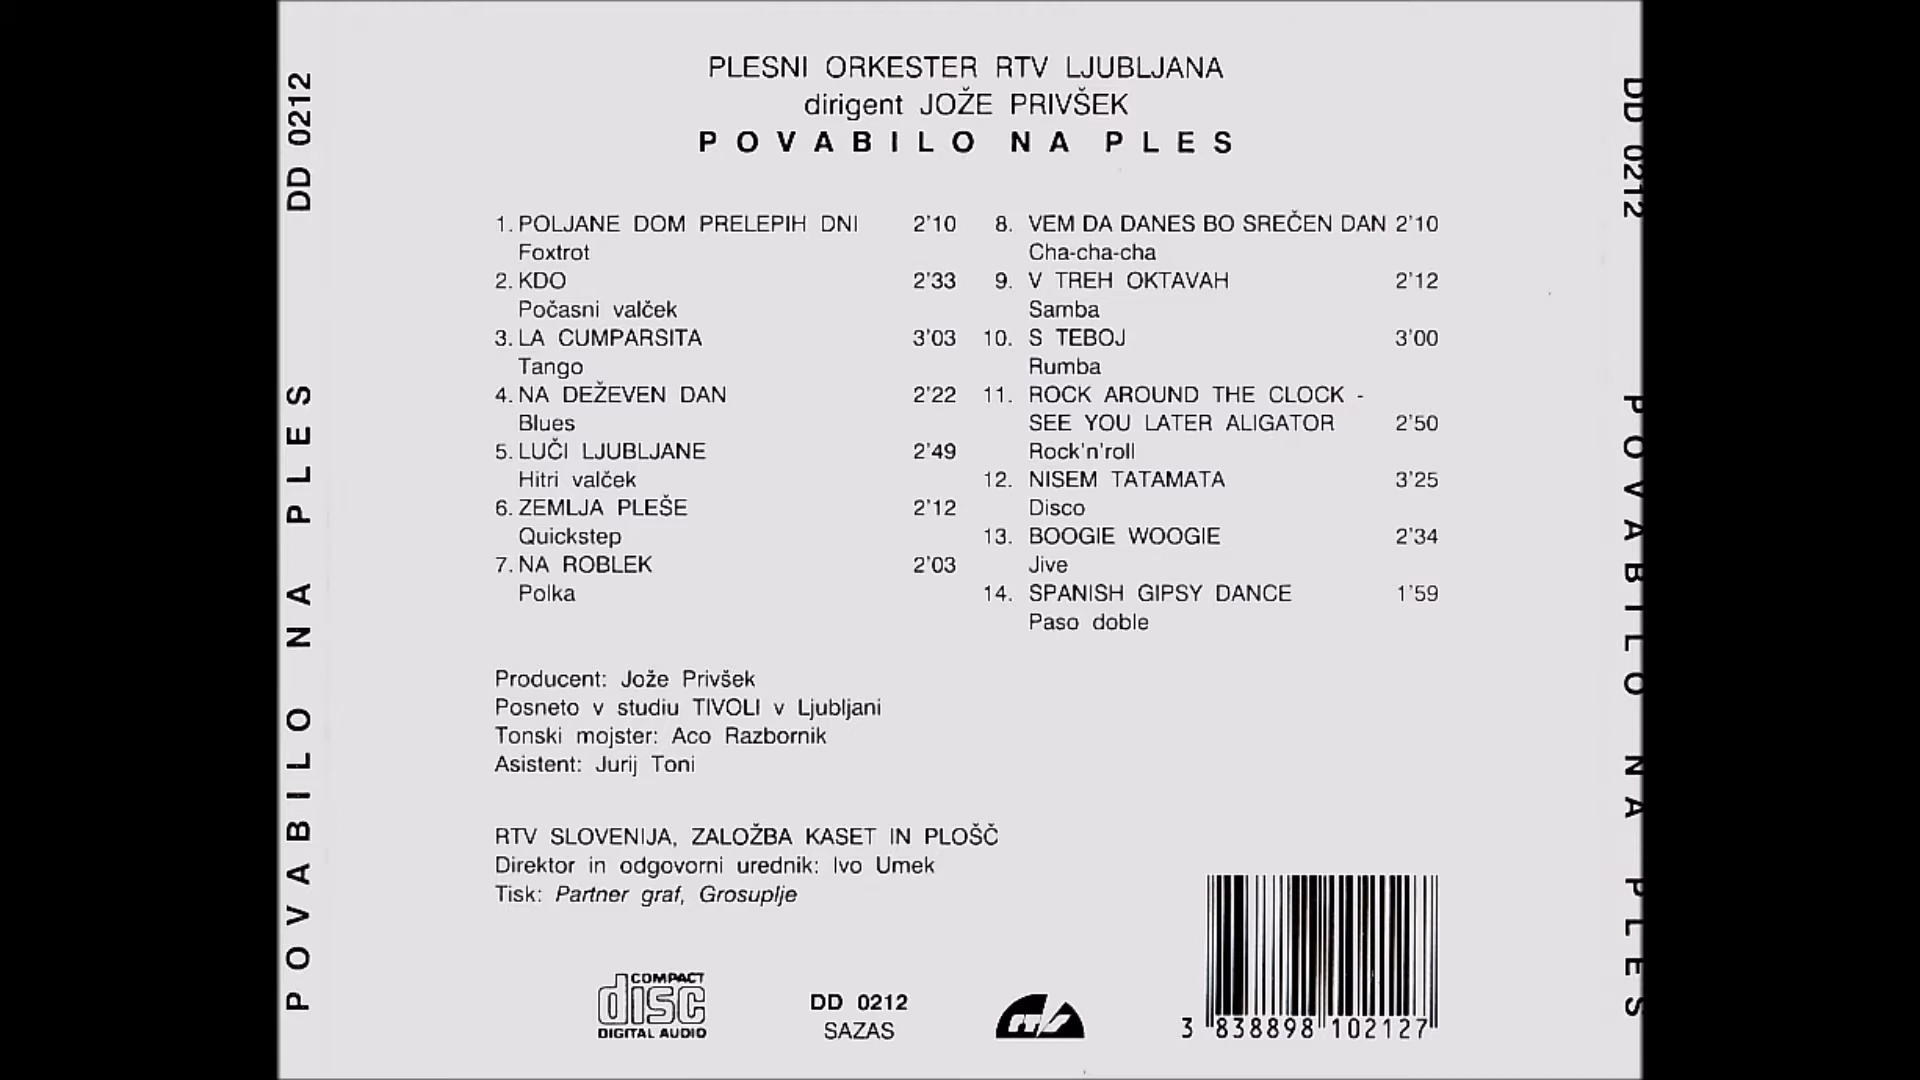 PLESNI ORKESTER RTV LJUBLJANA
dirigent JOŽE PRIVŠEK
POVABILO NA PLES
DD 0212
POVABILO NA PLES
1. POLJANE DOM PRELEPIH DNI 2'10
Foxtrot
2. KDO 2'33
Počasni valček
3. LA CUMPARSITA 3'03
Tango
4. NA DEŽEVEN DAN 2'22
Blues
5. LUČI LJUBLJANE 2'49
Hitri valček
6. ZEMLJA PLEŠE 2'12
Quickstep
7. NA ROBLEK 2'03
Polka
8. VEM DA DANES BO SREČEN DAN 2'10
Cha-cha-cha
9. V TREH OKTAVAH 2'12
Samba
10. S TEBOJ 3'00
Rumba
11. ROCK AROUND THE CLOCK -
SEE YOU LATER ALIGATOR 2'50
Rock'n'roll
12. NISEM TATAMATA 3'25
Disco
13. BOOGIE WOOGIE 2'34
Jive
14. SPANISH GIPSY DANCE 1'59
Paso doble
Producent: Jože Privšek
Posneto v studiu TIVOLI v Ljubljani
Tonski mojster: Aco Razbornik
Asistent: Jurij Toni
RTV SLOVENIJA, ZALOŽBA KASET IN PLOŠČ
Direktor in odgovorni urednik: Ivo Umek
Tisk: Partner graf, Grosuplje
COMPACT
disc
DIGITAL AUDIO
DD 0212
SAZAS
RTVS
3 838898 102127
DD 0212
POVABILO NA PLES